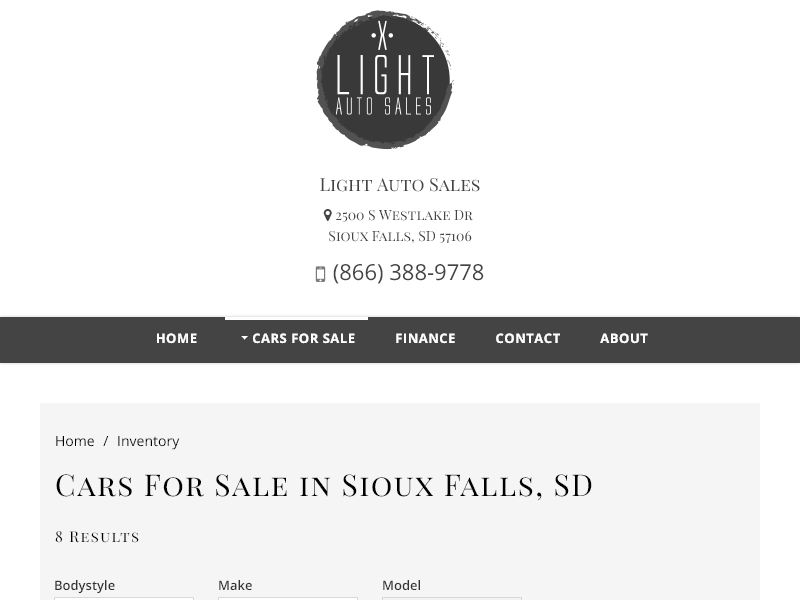 LIGHT
AUTO SALES
Light Auto Sales
2500 S Westlake Dr
Sioux Falls, SD 57106
(866) 388-9778
HOME CARS FOR SALE FINANCE CONTACT ABOUT
Home / Inventory
Cars For Sale in Sioux Falls, SD
8 Results
Bodystyle Make Model